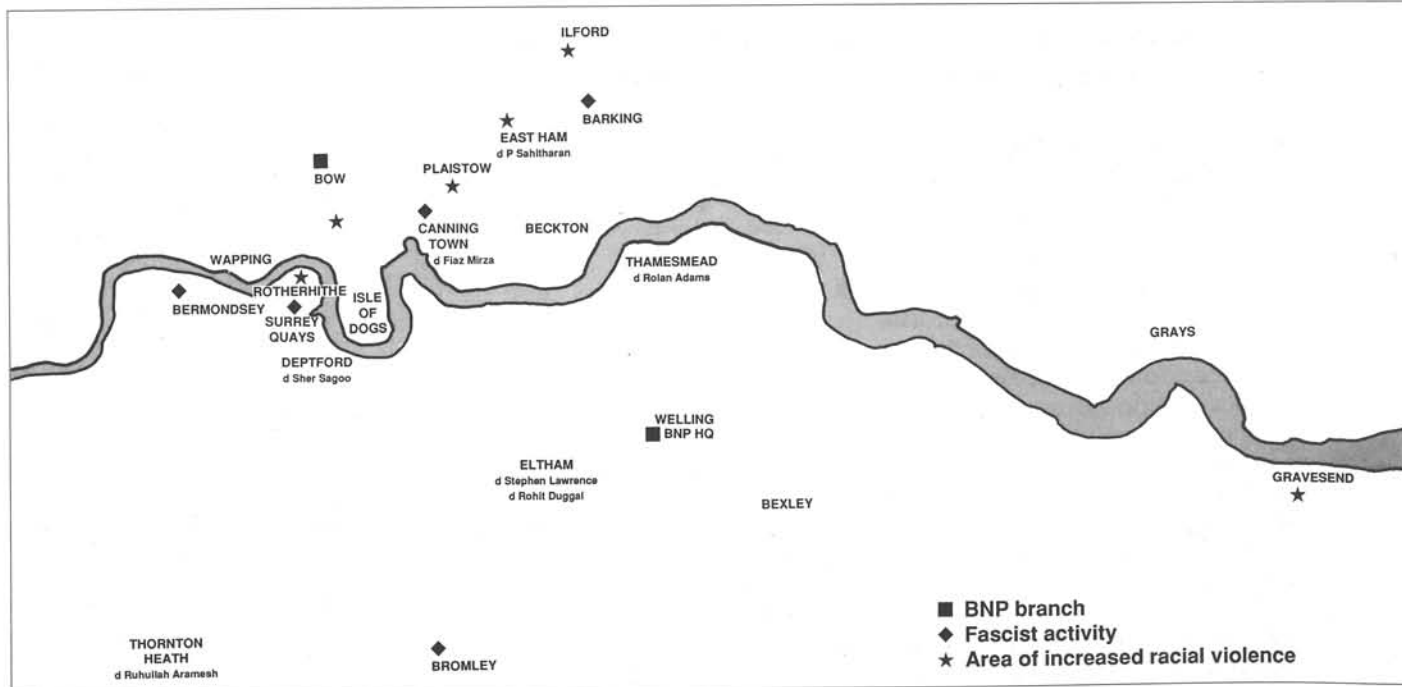 ILFORD
BARKING
EAST HAM
d P Sahitharan
BOW
PLAISTOW
CANNING
TOWN
d Fiaz Mirza
BECKTON
WAPPING
THAMESMEAD
d Rolan Adams
ROTHERHITHE
BERMONDSEY
SURREY
QUAYS
ISLE
OF
DOGS
DEPTFORD
d Sher Sagoo
GRAYS
WELLING
BNP HQ
ELTHAM
d Stephen Lawrence
d Rohit Duggal
BEXLEY
GRAVESEND
THORNTON
HEATH
d Ruhullah Aramesh
BROMLEY
BNP branch
Fascist activity
Area of increased racial violence